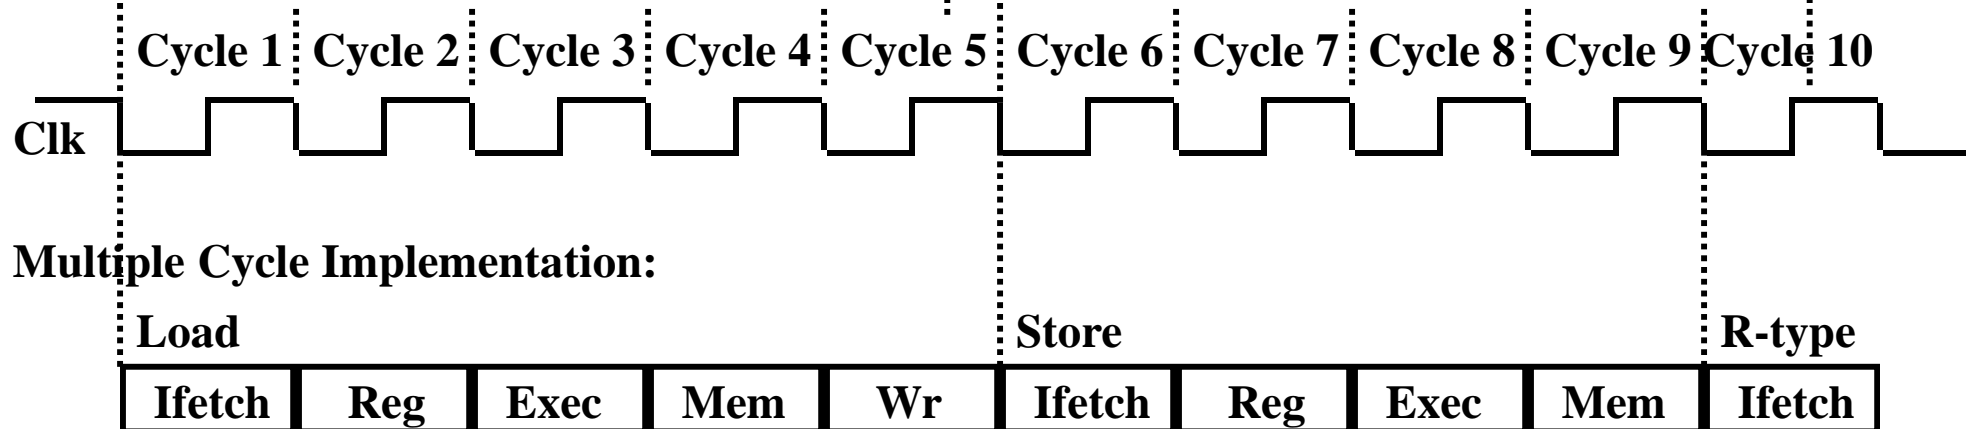 Cycle 1 Cycle 2 Cycle 3 Cycle 4 Cycle 5 Cycle 6 Cycle 7 Cycle 8 Cycle 9 Cycle 10
Clk
Multiple Cycle Implementation:
Load Store R-type
Ifetch Reg Exec Mem Wr Ifetch Reg Exec Mem Ifetch